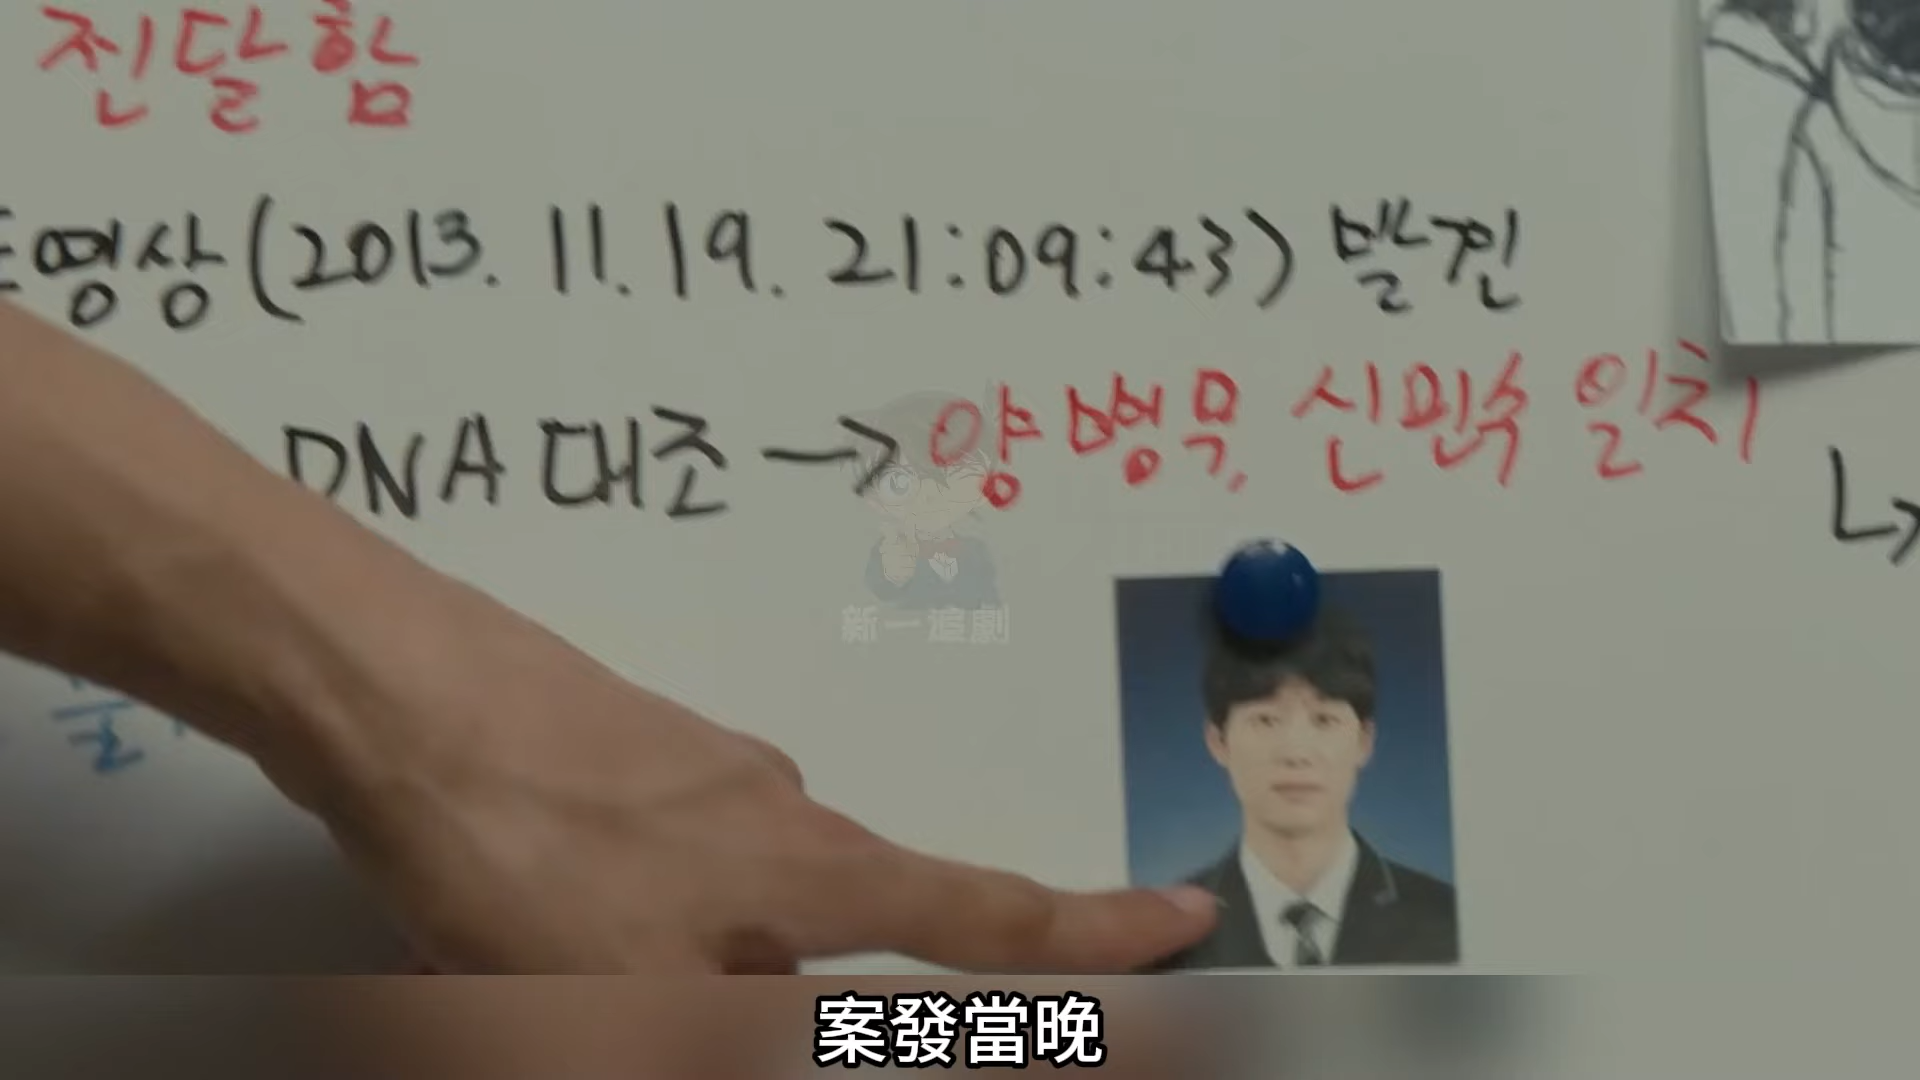 전달함
영상(2013. 11. 19. 21:09:43) 발견
DNA 대조 → 양병무, 신민수 일치
新一追劇
案發當晚